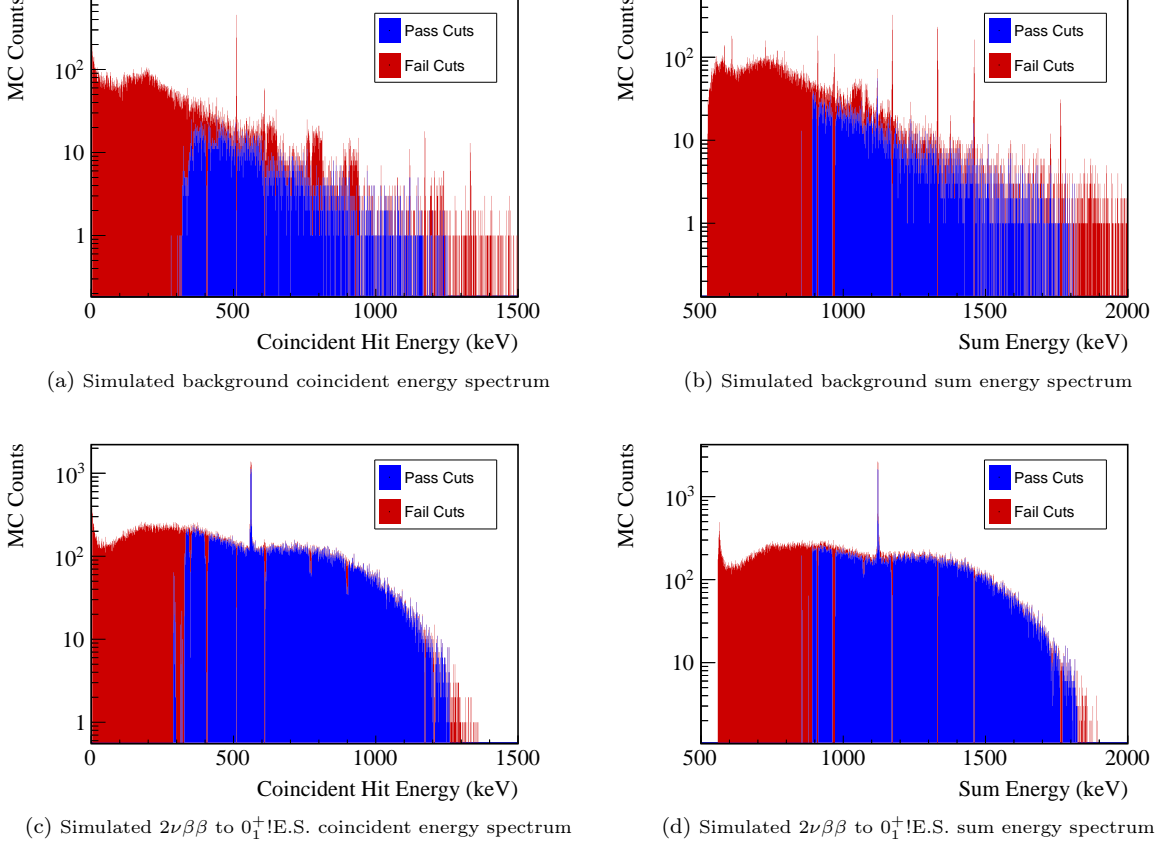 MC Counts
10²
10
1
Pass Cuts
Fail Cuts
0 500 1000 1500
Coincident Hit Energy (keV)
(a) Simulated background coincident energy spectrum
MC Counts
10²
10
1
Pass Cuts
Fail Cuts
500 1000 1500 2000
Sum Energy (keV)
(b) Simulated background sum energy spectrum
MC Counts
10³
10²
10
1
Pass Cuts
Fail Cuts
0 500 1000 1500
Coincident Hit Energy (keV)
(c) Simulated 2νββ to 0₁⁺!E.S. coincident energy spectrum
MC Counts
10³
10²
10
Pass Cuts
Fail Cuts
500 1000 1500 2000
Sum Energy (keV)
(d) Simulated 2νββ to 0₁⁺!E.S. sum energy spectrum